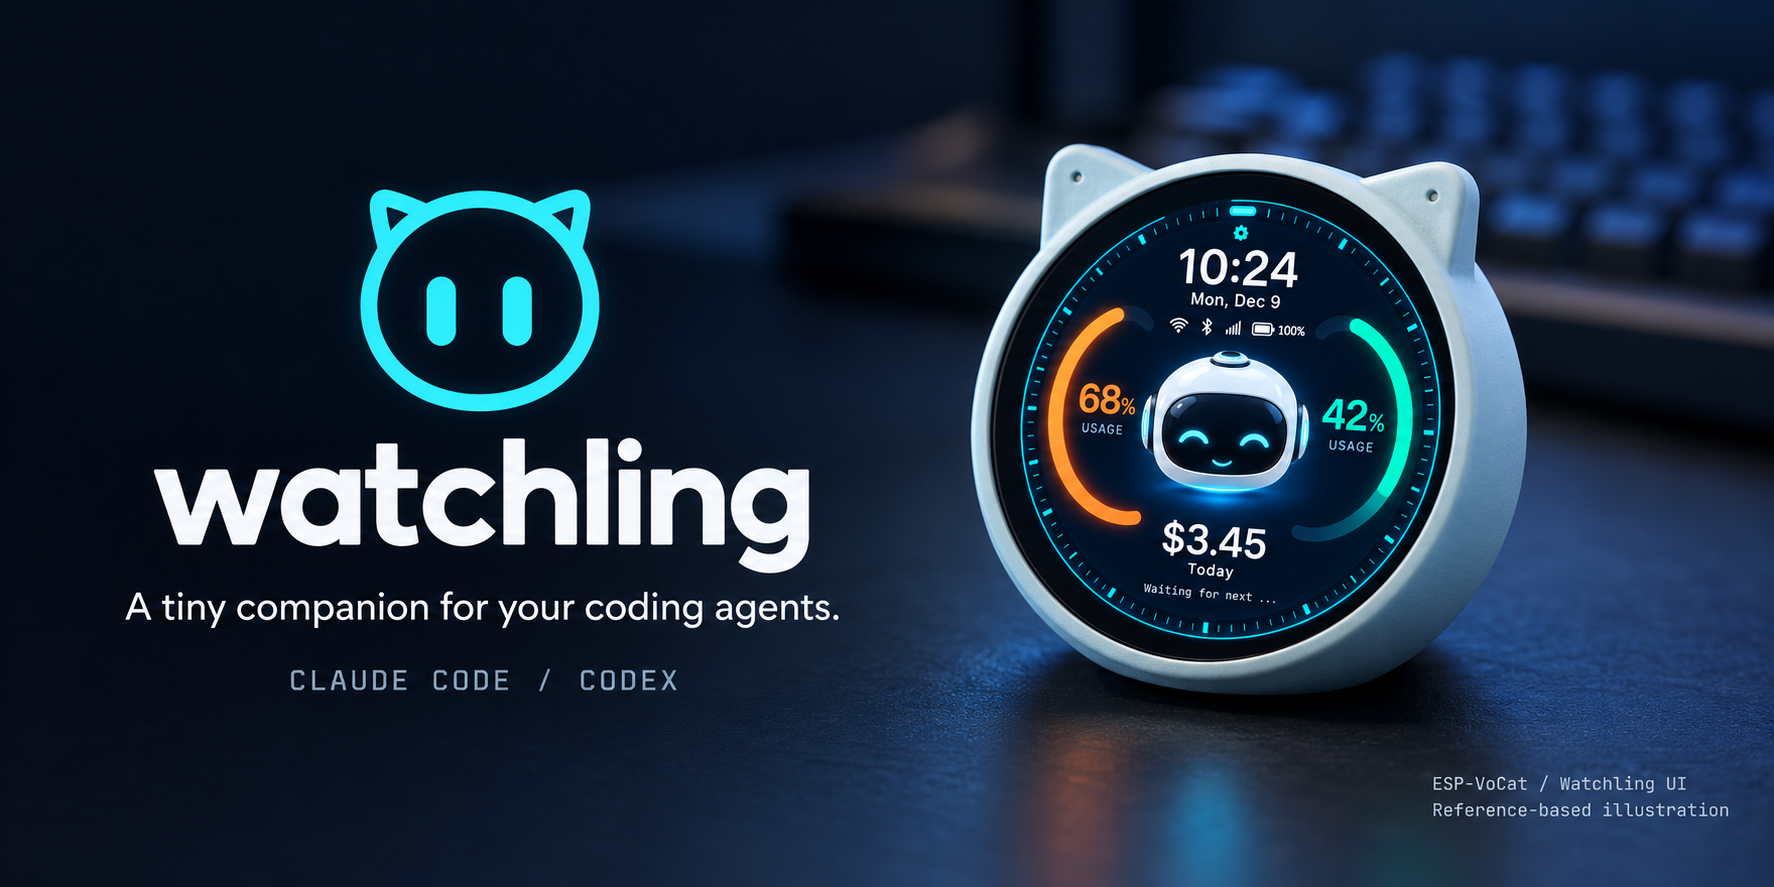 watchling
A tiny companion for your coding agents.
CLAUDE CODE / CODEX
10:24
Mon, Dec 9
100%
68%
USAGE
42%
USAGE
$3.45
Today
Waiting for next ...
ESP-VoCat / Watchling UI
Reference-based illustration